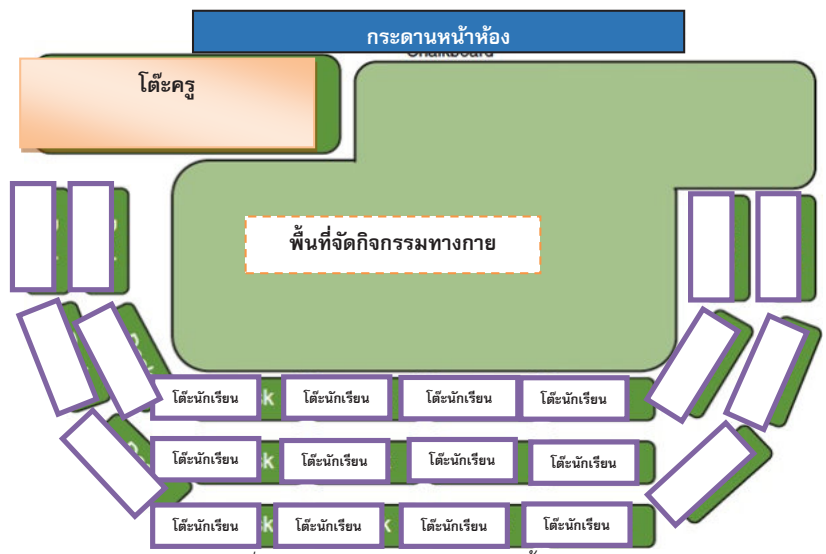 กระดานหน้าห้อง
Chalkboard
โต๊ะครู
พื้นที่จัดกิจกรรมทางกาย
โต๊ะนักเรียน โต๊ะนักเรียน โต๊ะนักเรียน โต๊ะนักเรียน
โต๊ะนักเรียน โต๊ะนักเรียน โต๊ะนักเรียน โต๊ะนักเรียน
โต๊ะนักเรียน โต๊ะนักเรียน โต๊ะนักเรียน โต๊ะนักเรียน